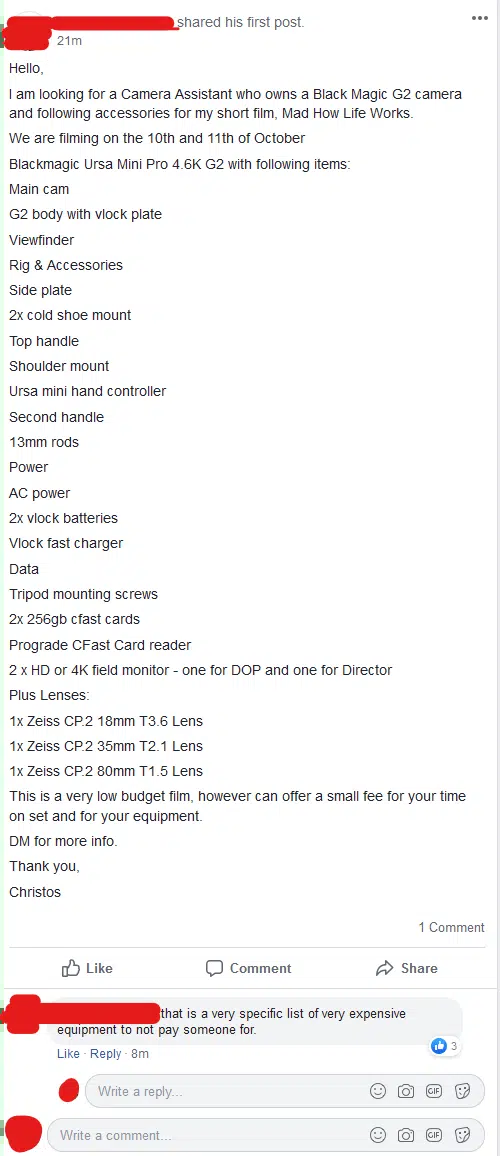 shared his first post.
21m
Hello,
I am looking for a Camera Assistant who owns a Black Magic G2 camera
and following accessories for my short film, Mad How Life Works.
We are filming on the 10th and 11th of October
Blackmagic Ursa Mini Pro 4.6K G2 with following items:
Main cam
G2 body with vlock plate
Viewfinder
Rig & Accessories
Side plate
2x cold shoe mount
Top handle
Shoulder mount
Ursa mini hand controller
Second handle
13mm rods
Power
AC power
2x vlock batteries
Vlock fast charger
Data
Tripod mounting screws
2x 256gb cfast cards
Prograde CFast Card reader
2 x HD or 4K field monitor - one for DOP and one for Director
Plus Lenses:
1x Zeiss CP.2 18mm T3.6 Lens
1x Zeiss CP.2 35mm T2.1 Lens
1x Zeiss CP.2 80mm T1.5 Lens
This is a very low budget film, however can offer a small fee for your time
on set and for your equipment.
DM for more info.
Thank you,
Christos
1 Comment
Like Comment Share
that is a very specific list of very expensive
equipment to not pay someone for.
3
Like · Reply · 8m
Write a reply...
GIF
Write a comment...
GIF